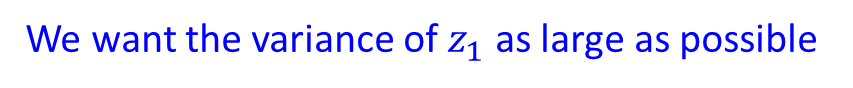 We want the variance of z₁ as large as possible